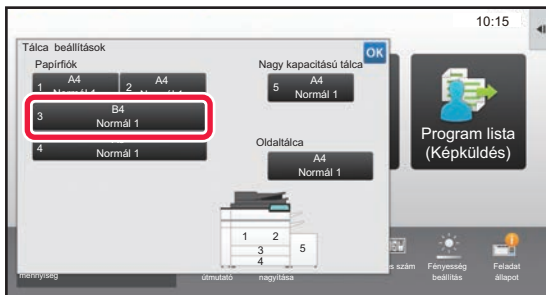 10:15
Tálca beállítások
OK
Papírfiók
Nagy kapacitású tálca
1 A4
2 A4
5 A4
Normál 1
3 B4
Normál 1
4
Normál 1
Oldaltálca
A4
Normál 1
Program lista
(Képküldés)
1 2
3
4
5
mennyiség
útmutató
nagyítása
s szám
Fényesség
beállítás
Feladat
állapot